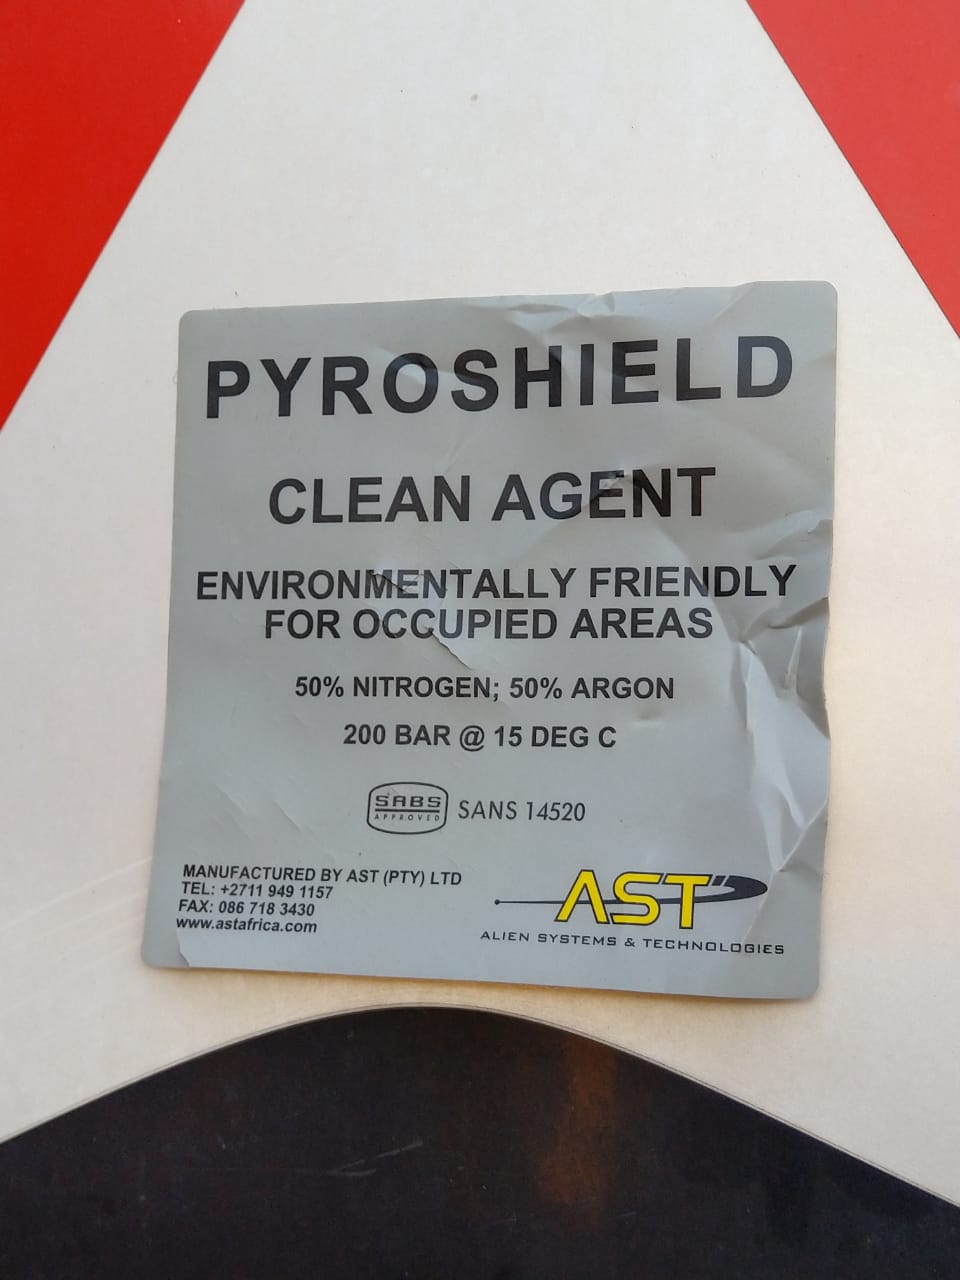 PYROSHIELD
CLEAN AGENT
ENVIRONMENTALLY FRIENDLY
FOR OCCUPIED AREAS
50% NITROGEN; 50% ARGON
200 BAR @ 15 DEG C
SABS
APPROVED
SANS 14520
MANUFACTURED BY AST (PTY) LTD
TEL: +2711 949 1157
FAX: 086 718 3430
www.astafrica.com
AST
ALIEN SYSTEMS & TECHNOLOGIES